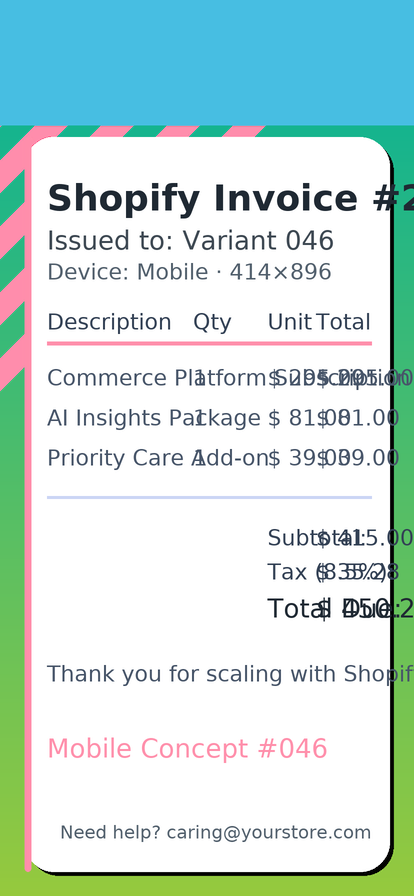 Shopify Invoice #2
Issued to: Variant 046
Device: Mobile · 414×896
Description Qty Unit Total
Commerce Platform Subscription 1 $ 295.00 $ 295.00
AI Insights Package 1 $ 81.00 $ 81.00
Priority Care Add-on 1 $ 39.00 $ 39.00
Subtotal: $ 415.00
Tax (8.5%) $ 35.28
Total Due: $ 450.2
Thank you for scaling with Shopif
Mobile Concept #046
Need help? caring@yourstore.com